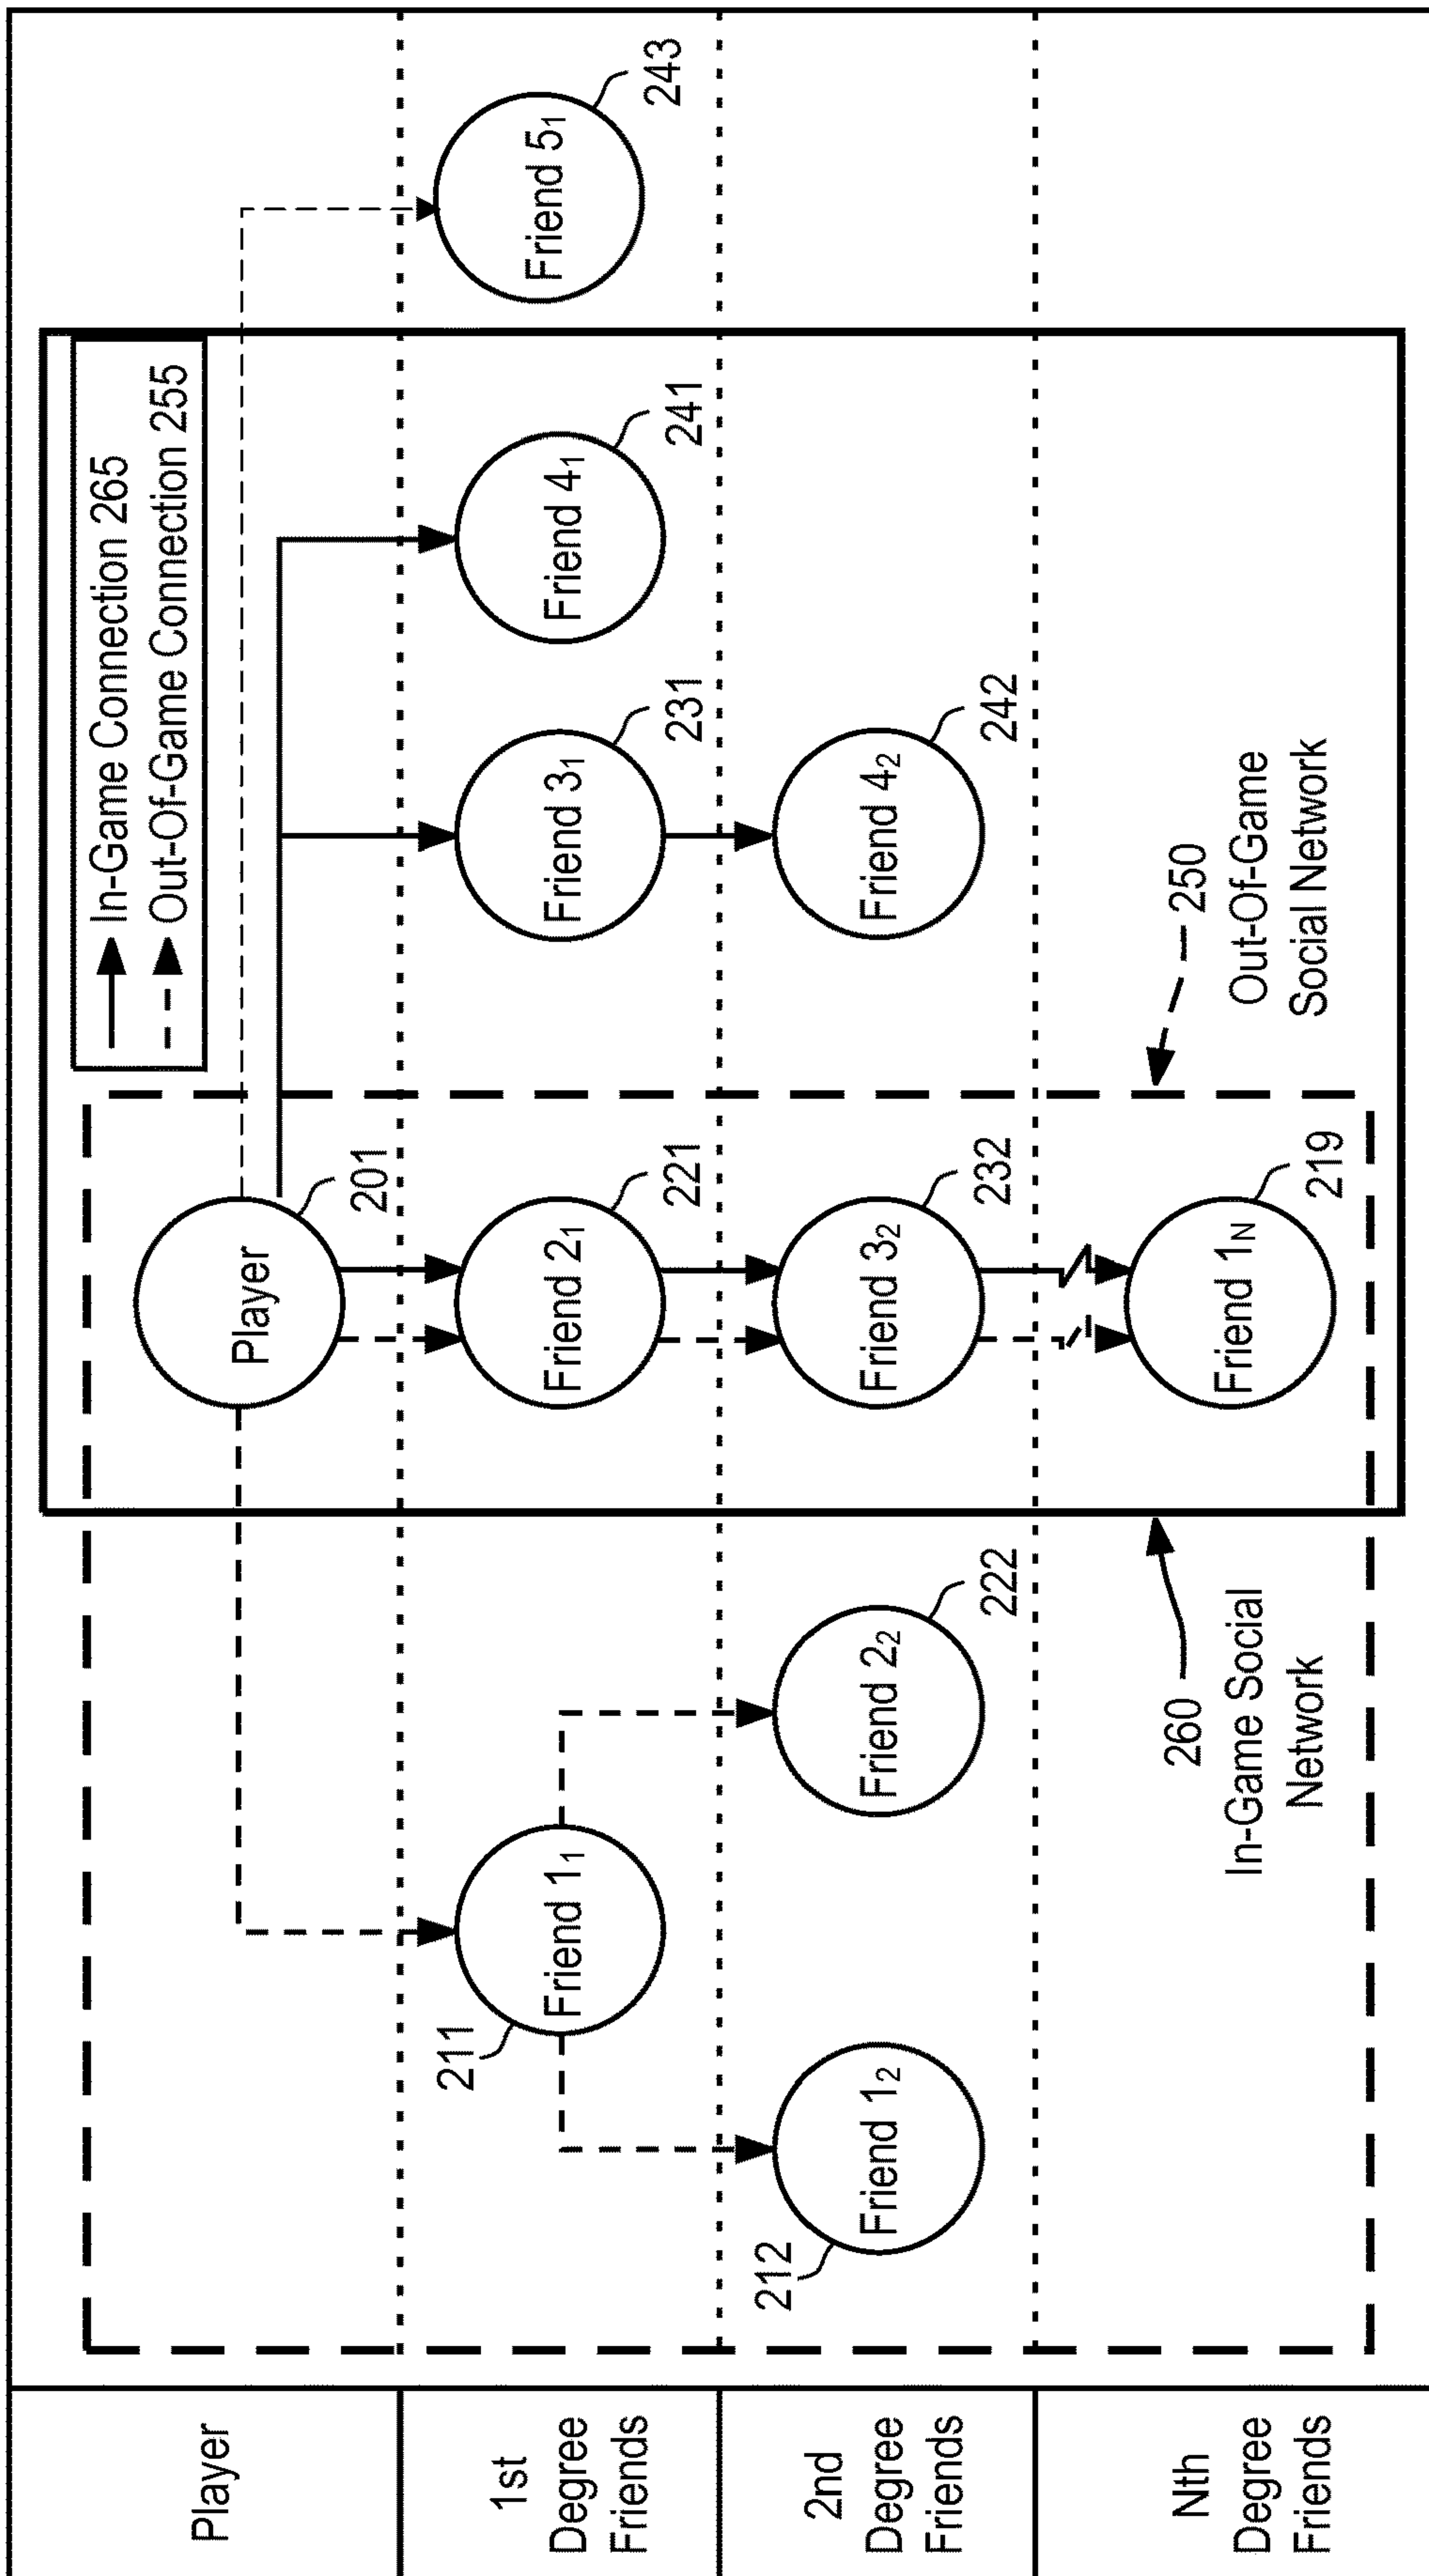 Player
1st
Degree
Friends
2nd
Degree
Friends
Nth
Degree
Friends
In-Game Connection 265
Out-Of-Game Connection 255
Player
201
211
Friend 1₁
Friend 2₁
221
Friend 3₁
231
Friend 4₁
241
Friend 5₁
243
212
Friend 1₂
Friend 2₂
222
Friend 3₂
232
Friend 4₂
242
260
In-Game Social
Network
Friend 1N
219
250
Out-Of-Game
Social Network